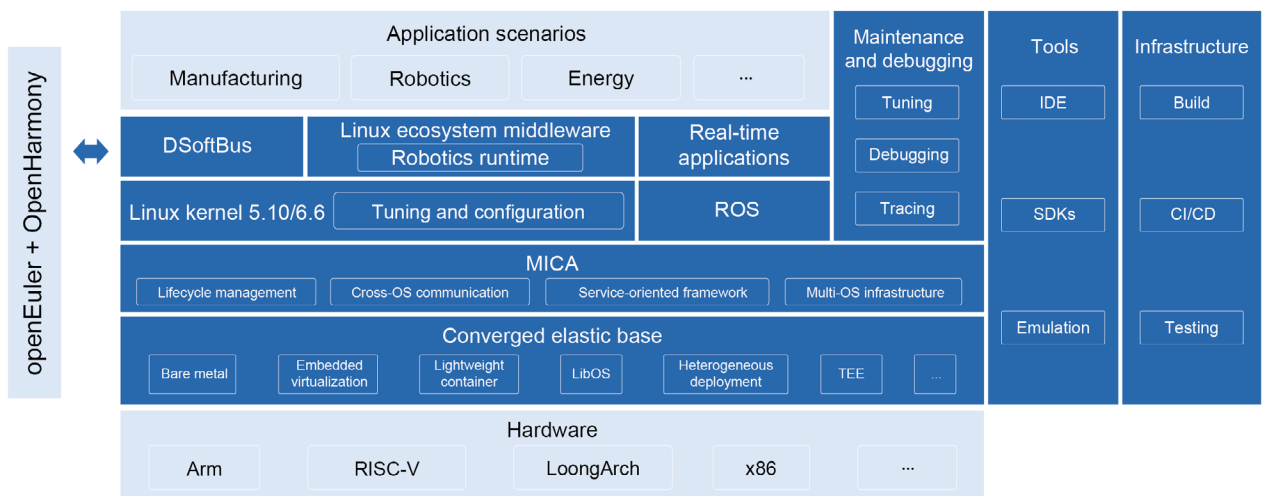 openEuler + OpenHarmony
Application scenarios
Manufacturing
Robotics
Energy
...
DSoftBus
Linux ecosystem middleware
Robotics runtime
Real-time
applications
Linux kernel 5.10/6.6
Tuning and configuration
ROS
Maintenance
and debugging
Tuning
Debugging
Tracing
MICA
Lifecycle management
Cross-OS communication
Service-oriented framework
Multi-OS infrastructure
Converged elastic base
Bare metal
Embedded
virtualization
Lightweight
container
LibOS
Heterogeneous
deployment
TEE
...
Hardware
Arm
RISC-V
LoongArch
x86
...
Tools
IDE
SDKs
Emulation
Infrastructure
Build
CI/CD
Testing